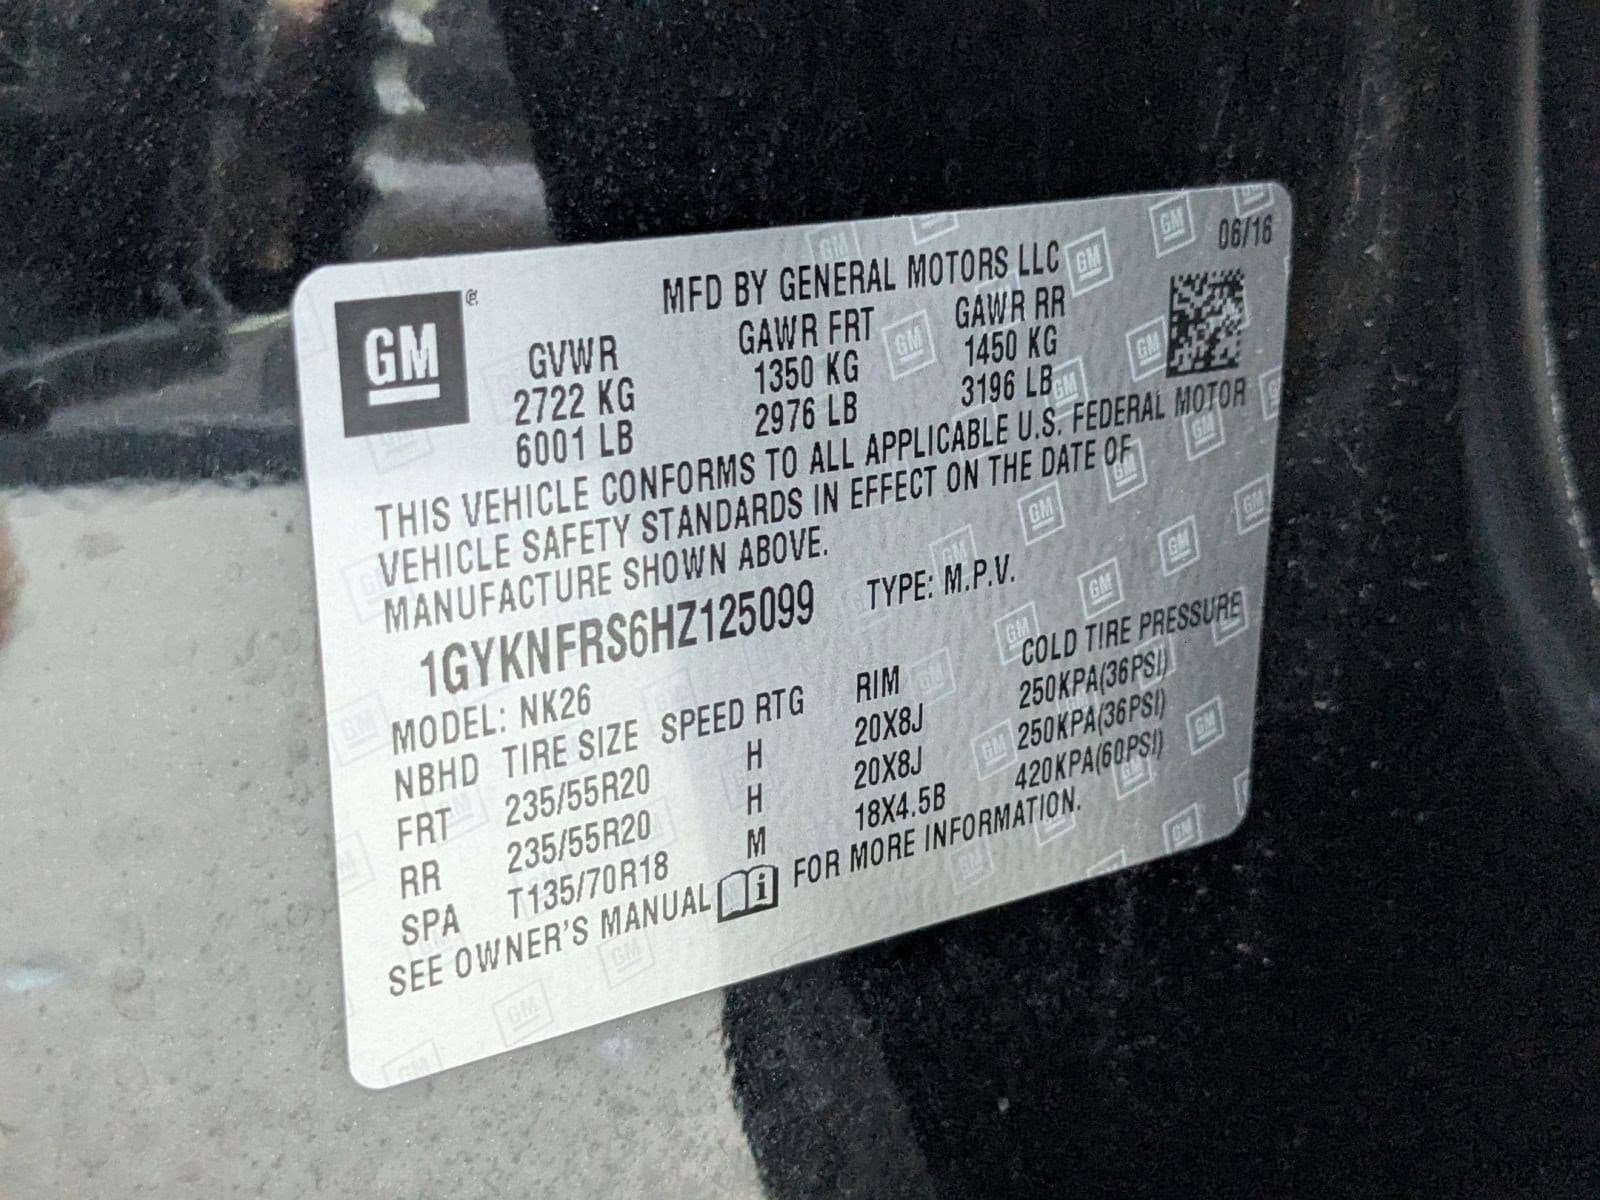 GM
MFD BY GENERAL MOTORS LLC 06/16
GVWR GAWR FRT GAWR RR
2722 KG 1350 KG 1450 KG
6001 LB 2976 LB 3196 LB
THIS VEHICLE CONFORMS TO ALL APPLICABLE U.S. FEDERAL MOTOR
VEHICLE SAFETY STANDARDS IN EFFECT ON THE DATE OF
MANUFACTURE SHOWN ABOVE.
1GYKNFRS6HZ125099 TYPE: M.P.V.
MODEL: NK26
NBHD TIRE SIZE SPEED RTG RIM COLD TIRE PRESSURE
FRT 235/55R20 H 20X8J 250KPA(36PSI)
RR 235/55R20 H 20X8J 250KPA(36PSI)
SPA T135/70R18 M 18X4.5B 420KPA(60PSI)
SEE OWNER'S MANUAL i FOR MORE INFORMATION.